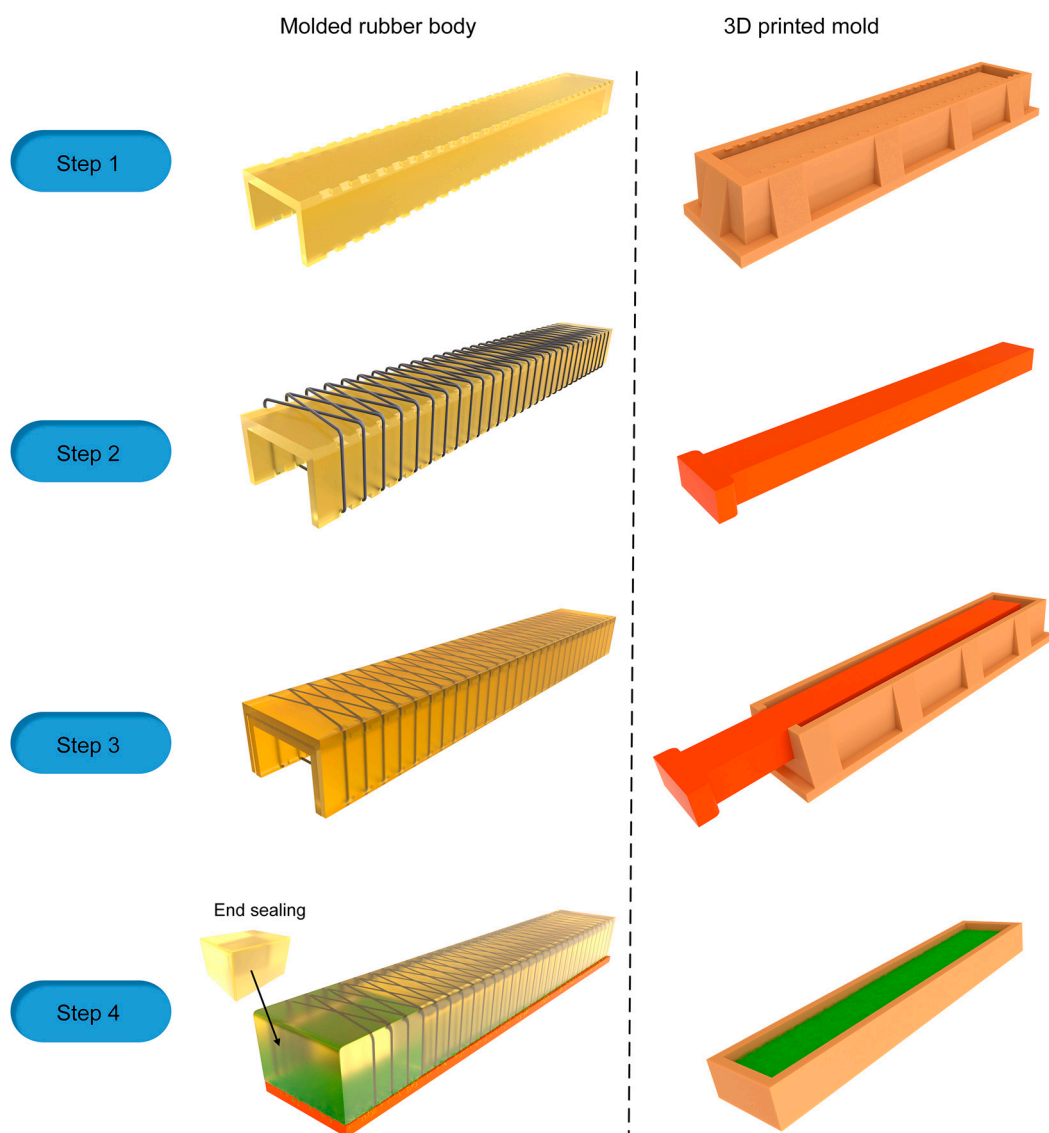 Molded rubber body
3D printed mold
Step 1
Step 2
Step 3
End sealing
Step 4